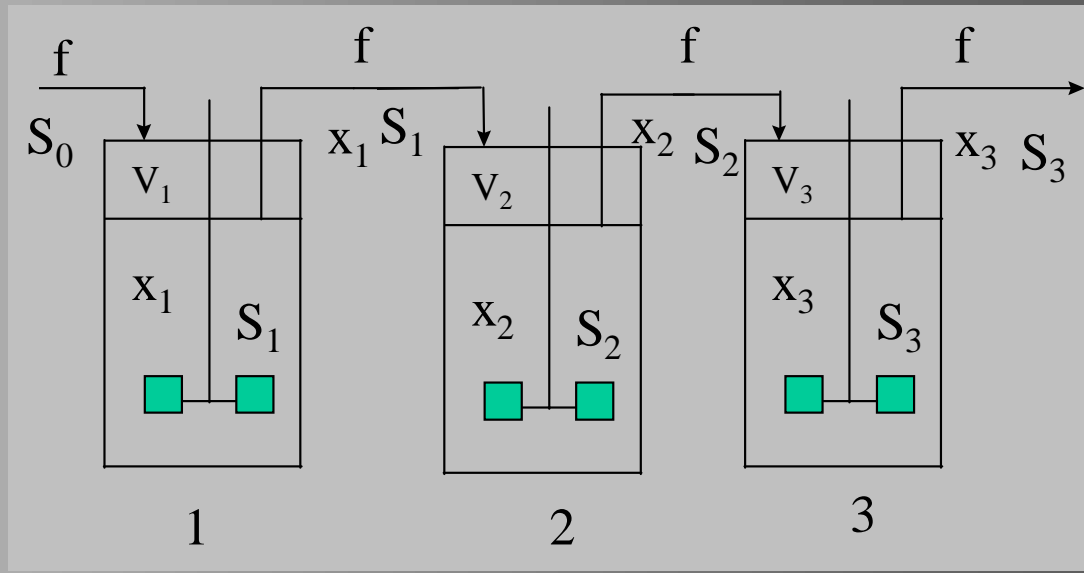 f f f f
S₀ x₁ S₁ x₂ S₂ x₃ S₃
V₁ V₂ V₃
x₁ x₂ x₃
S₁ S₂ S₃
1 2 3